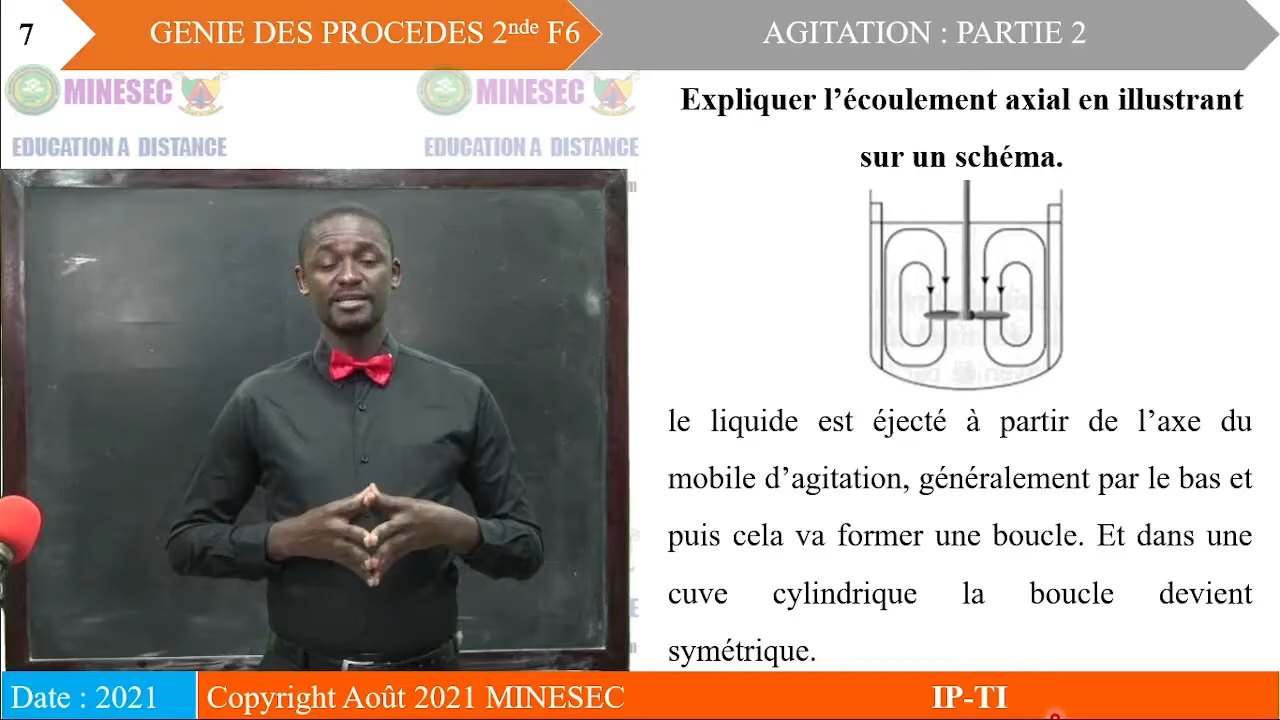 7
GENIE DES PROCEDES 2nde F6
AGITATION : PARTIE 2
MINESEC
MINESEC
EDUCATION A DISTANCE
EDUCATION A DISTANCE
Expliquer l’écoulement axial en illustrant
sur un schéma.
le liquide est éjecté à partir de l’axe du
mobile d’agitation, généralement par le bas et
puis cela va former une boucle. Et dans une
cuve cylindrique la boucle devient
symétrique.
Date : 2021
Copyright Août 2021 MINESEC
IP-TI